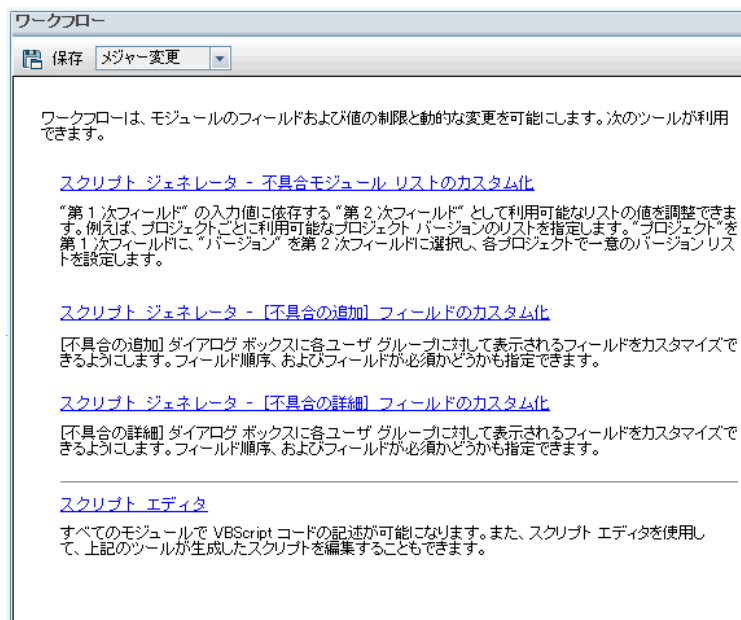 ワークフロー
保存 メジャー変更
ワークフローは、モジュールのフィールドおよび値の制限と動的な変更を可能にします。次のツールが利用
できます。
スクリプト ジェネレータ - 不具合モジュール リストのカスタム化
"第 1 次フィールド" の入力値に依存する "第 2 次フィールド" として利用可能なリストの値を調整できま
す。例えば、プロジェクトごとに利用可能なプロジェクト バージョンのリストを指定します。"プロジェクト"を
第 1 次フィールドに、"バージョン" を第 2 次フィールドに選択し、各プロジェクトで一意のバージョン リス
トを設定します。
スクリプト ジェネレータ - [不具合の追加] フィールドのカスタム化
[不具合の追加] ダイアログ ボックスに各ユーザ グループに対して表示されるフィールドをカスタマイズで
きるようにします。フィールド順序、およびフィールドが必須かどうかも指定できます。
スクリプト ジェネレータ - [不具合の詳細] フィールドのカスタム化
[不具合の詳細] ダイアログ ボックスに各ユーザ グループに対して表示されるフィールドをカスタマイズで
きるようにします。フィールド順序、およびフィールドが必須かどうかも指定できます。
スクリプト エディタ
すべてのモジュールで VBScript コードの記述が可能になります。また、スクリプト エディタを使用し
て、上記のツールが生成したスクリプトを編集することもできます。